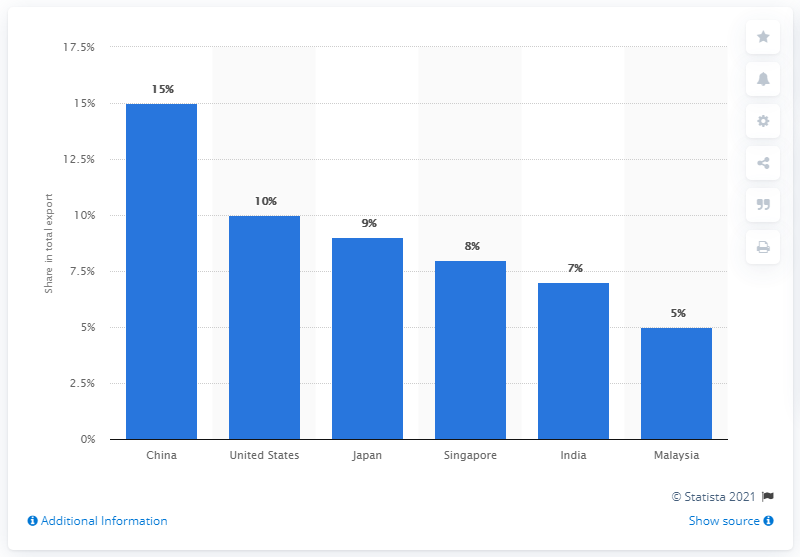 17.5%
15%
12.5%
10%
7.5%
5%
2.5%
0%
Share in total export
15%
10%
9%
8%
7%
5%
China
United States
Japan
Singapore
India
Malaysia
© Statista 2021
Additional Information
Show source